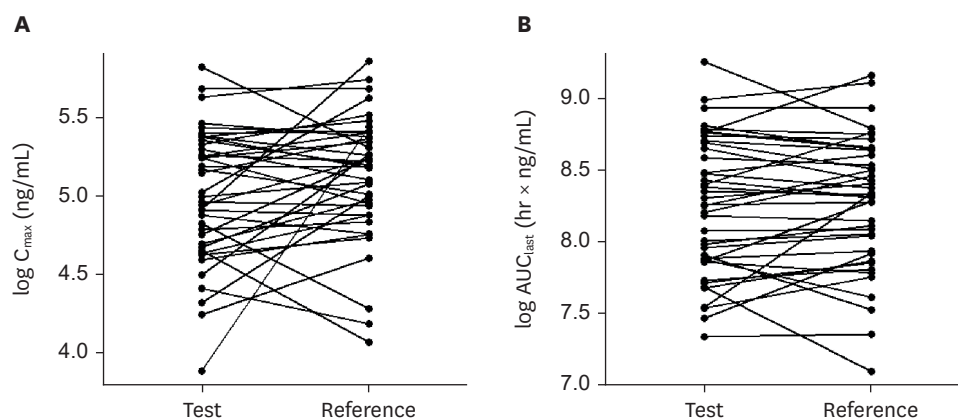 A
log Cmax (ng/mL)
5.5
5.0
4.5
4.0
Test
Reference
B
log AUClast (hr × ng/mL)
9.0
8.5
8.0
7.5
7.0
Test
Reference